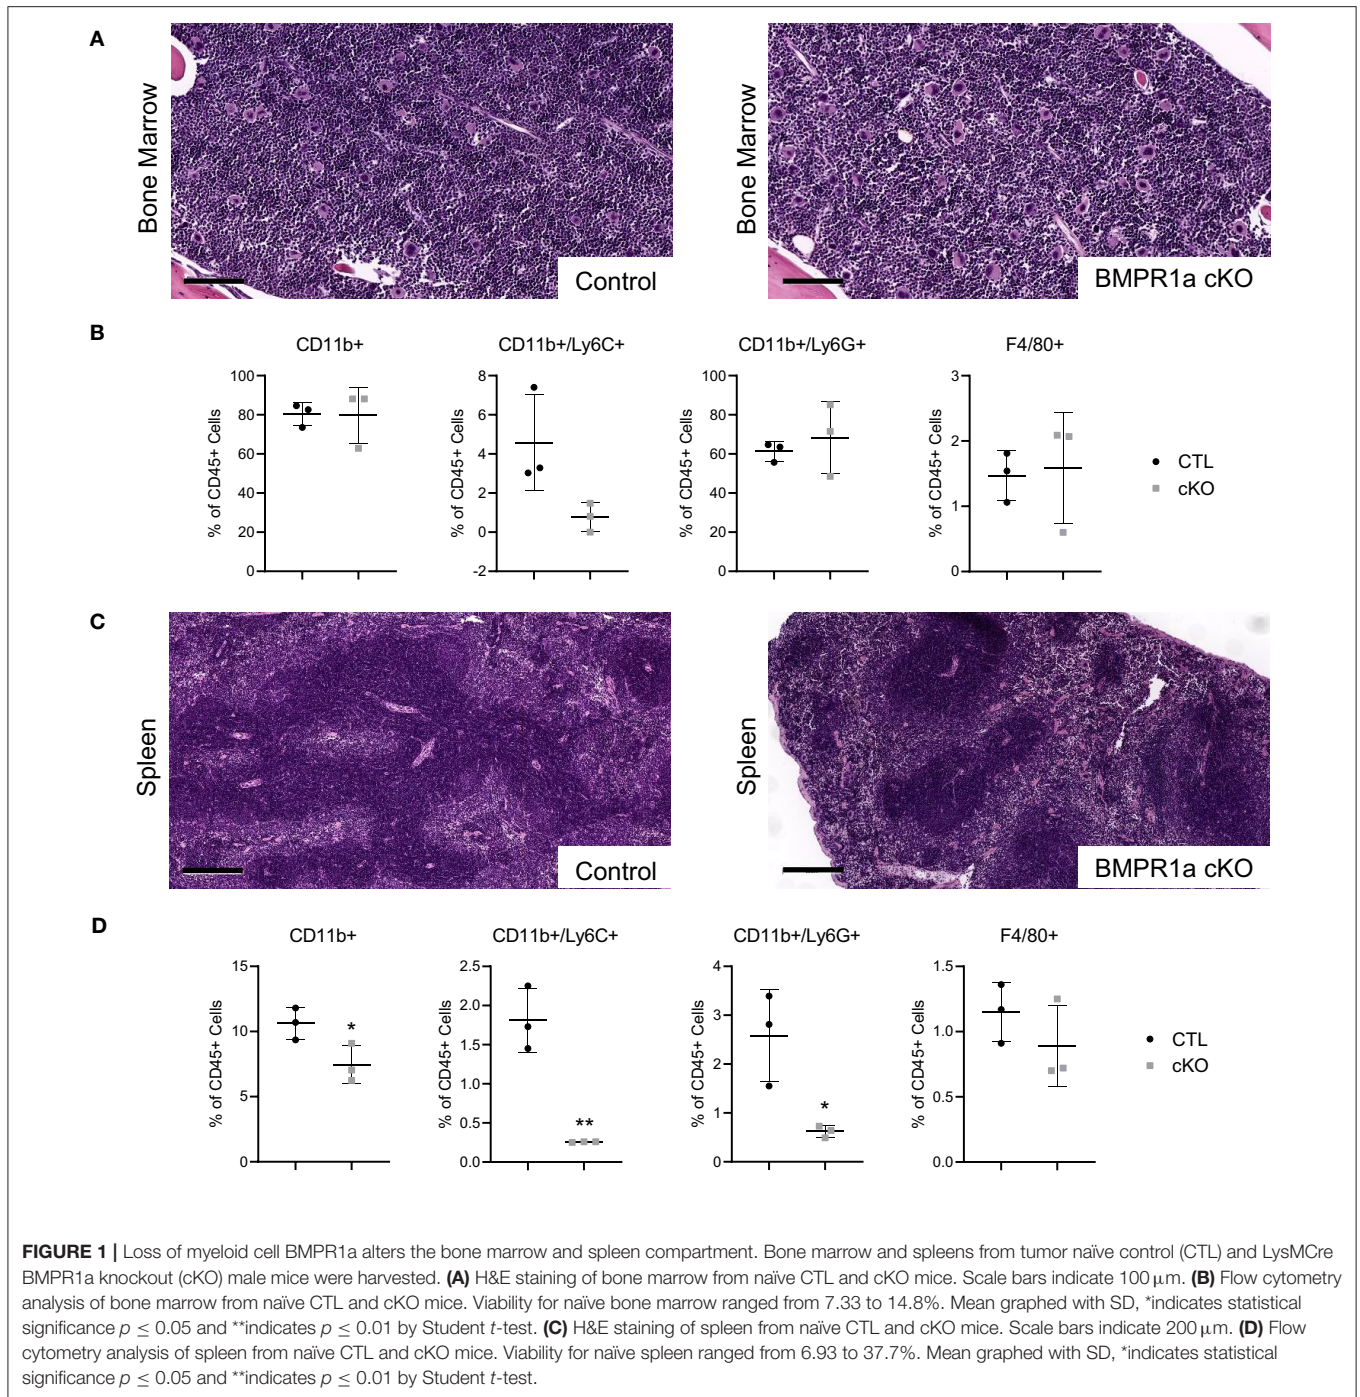 A
Bone Marrow
Control
Bone Marrow
BMPR1a cKO
B
CD11b+
CD11b+/Ly6C+
CD11b+/Ly6G+
F4/80+
% of CD45+ Cells
100
80
60
40
20
0
% of CD45+ Cells
8
6
4
2
0
-2
% of CD45+ Cells
100
80
60
40
20
0
% of CD45+ Cells
3
2
1
0
CTL
cKO
C
Spleen
Control
Spleen
BMPR1a cKO
D
CD11b+
CD11b+/Ly6C+
CD11b+/Ly6G+
F4/80+
% of CD45+ Cells
15
10
5
0
*
% of CD45+ Cells
2.5
2.0
1.5
1.0
0.5
0.0
**
% of CD45+ Cells
4
3
2
1
0
*
% of CD45+ Cells
1.5
1.0
0.5
0.0
CTL
cKO
FIGURE 1 | Loss of myeloid cell BMPR1a alters the bone marrow and spleen compartment. Bone marrow and spleens from tumor naïve control (CTL) and LysMCre
BMPR1a knockout (cKO) male mice were harvested. (A) H&E staining of bone marrow from naïve CTL and cKO mice. Scale bars indicate 100 μm. (B) Flow cytometry
analysis of bone marrow from naïve CTL and cKO mice. Viability for naïve bone marrow ranged from 7.33 to 14.8%. Mean graphed with SD, *indicates statistical
significance p ≤ 0.05 and **indicates p ≤ 0.01 by Student t-test. (C) H&E staining of spleen from naïve CTL and cKO mice. Scale bars indicate 200 μm. (D) Flow
cytometry analysis of spleen from naïve CTL and cKO mice. Viability for naïve spleen ranged from 6.93 to 37.7%. Mean graphed with SD, *indicates statistical
significance p ≤ 0.05 and **indicates p ≤ 0.01 by Student t-test.